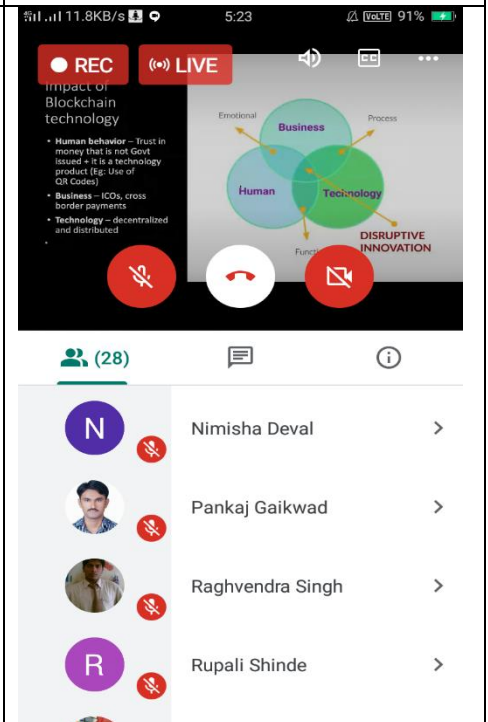 11.8KB/s 5:23 VoLTE 91%
REC LIVE CC
Impact of
Blockchain
technology
• Human behavior – Trust in
money that is not Govt
issued + it is a technology
product (Eg: Use of
QR Codes)
• Business – ICOs, cross
border payments
• Technology – decentralized
and distributed
•
Emotional
Process
Business
Human
Technology
DISRUPTIVE
INNOVATION
(28)
N
Nimisha Deval
Pankaj Gaikwad
Raghvendra Singh
R
Rupali Shinde